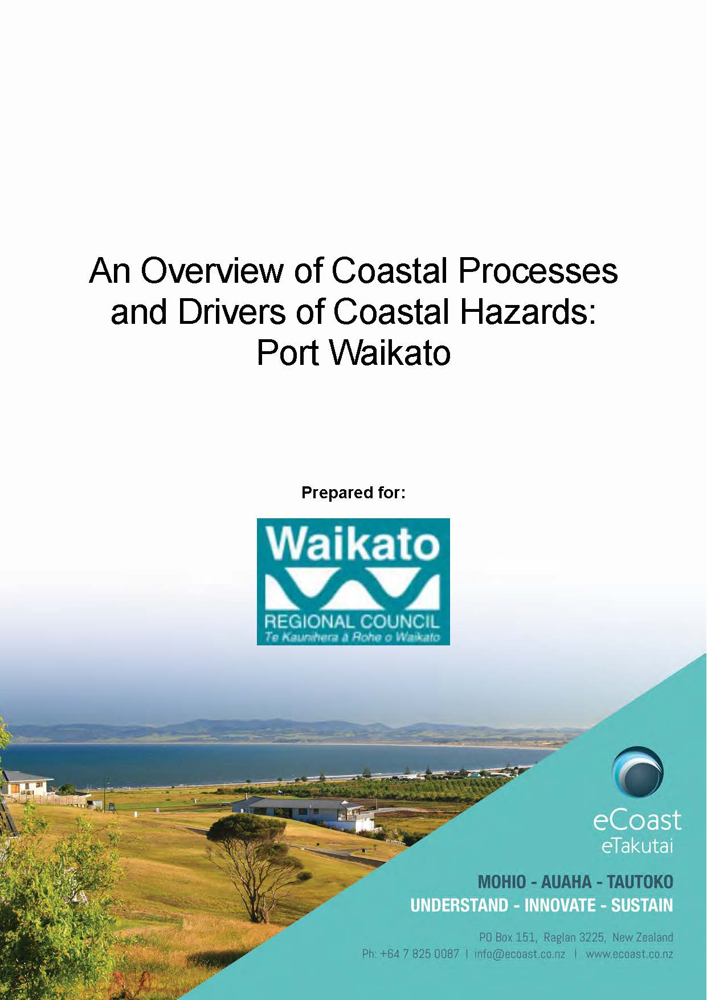 An Overview of Coastal Processes
and Drivers of Coastal Hazards:
Port Waikato
Prepared for:
Waikato
REGIONAL COUNCIL
Te Kaunihera ā Rohe o Waikato
eCoast
eTakutai
MOHIO - AUAHA - TAUTOKO
UNDERSTAND - INNOVATE - SUSTAIN
PO Box 151, Raglan 3225, New Zealand
Ph: +64 7 825 0087 | info@ecoast.co.nz | www.ecoast.co.nz